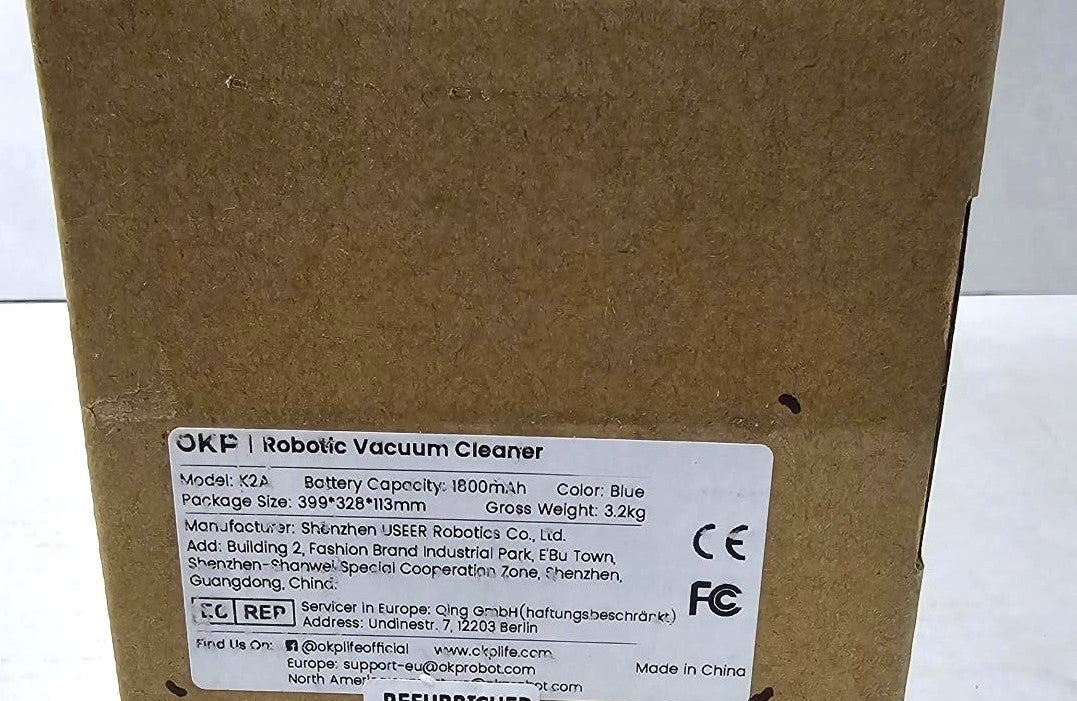 OKP | Robotic Vacuum Cleaner
Model: K2A Battery Capacity: 1800mAh Color: Blue
Package Size: 399*328*113mm Gross Weight: 3.2kg
Manufacturer: Shenzhen USEER Robotics Co., Ltd.
Add: Building 2, Fashion Brand Industrial Park, E'Bu Town,
Shenzhen-Shanwei Special Cooperation Zone, Shenzhen,
Guangdong, China.
EC REP Servicer in Europe: Qing GmbH(haftungsbeschränkt)
Address: Undinestr. 7, 12203 Berlin
CE
FC
Find Us On: @okplifeofficial www.okplife.com
Europe: support-eu@okprobot.com
Made in China
North
REFURBISHED